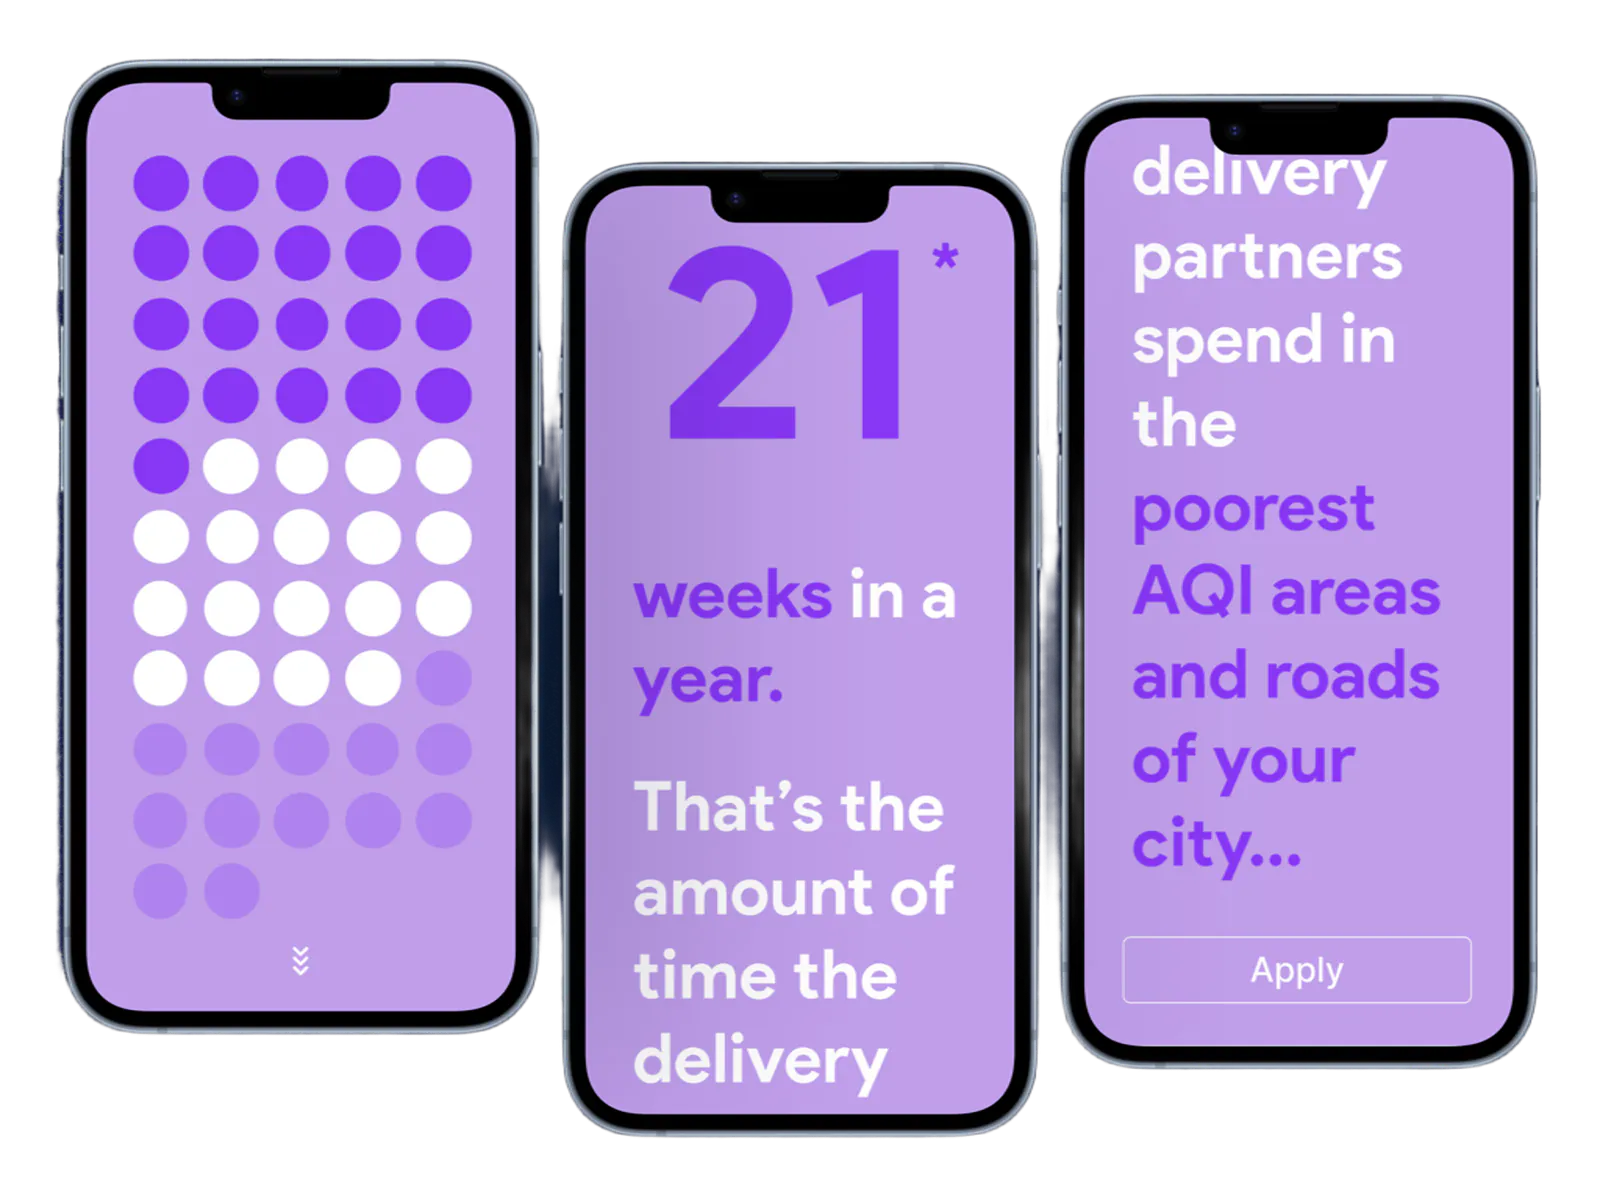 21*
weeks in a
year.
That’s the
amount of
time the
delivery
delivery
partners
spend in
the
poorest
AQI areas
and roads
of your
city...
Apply